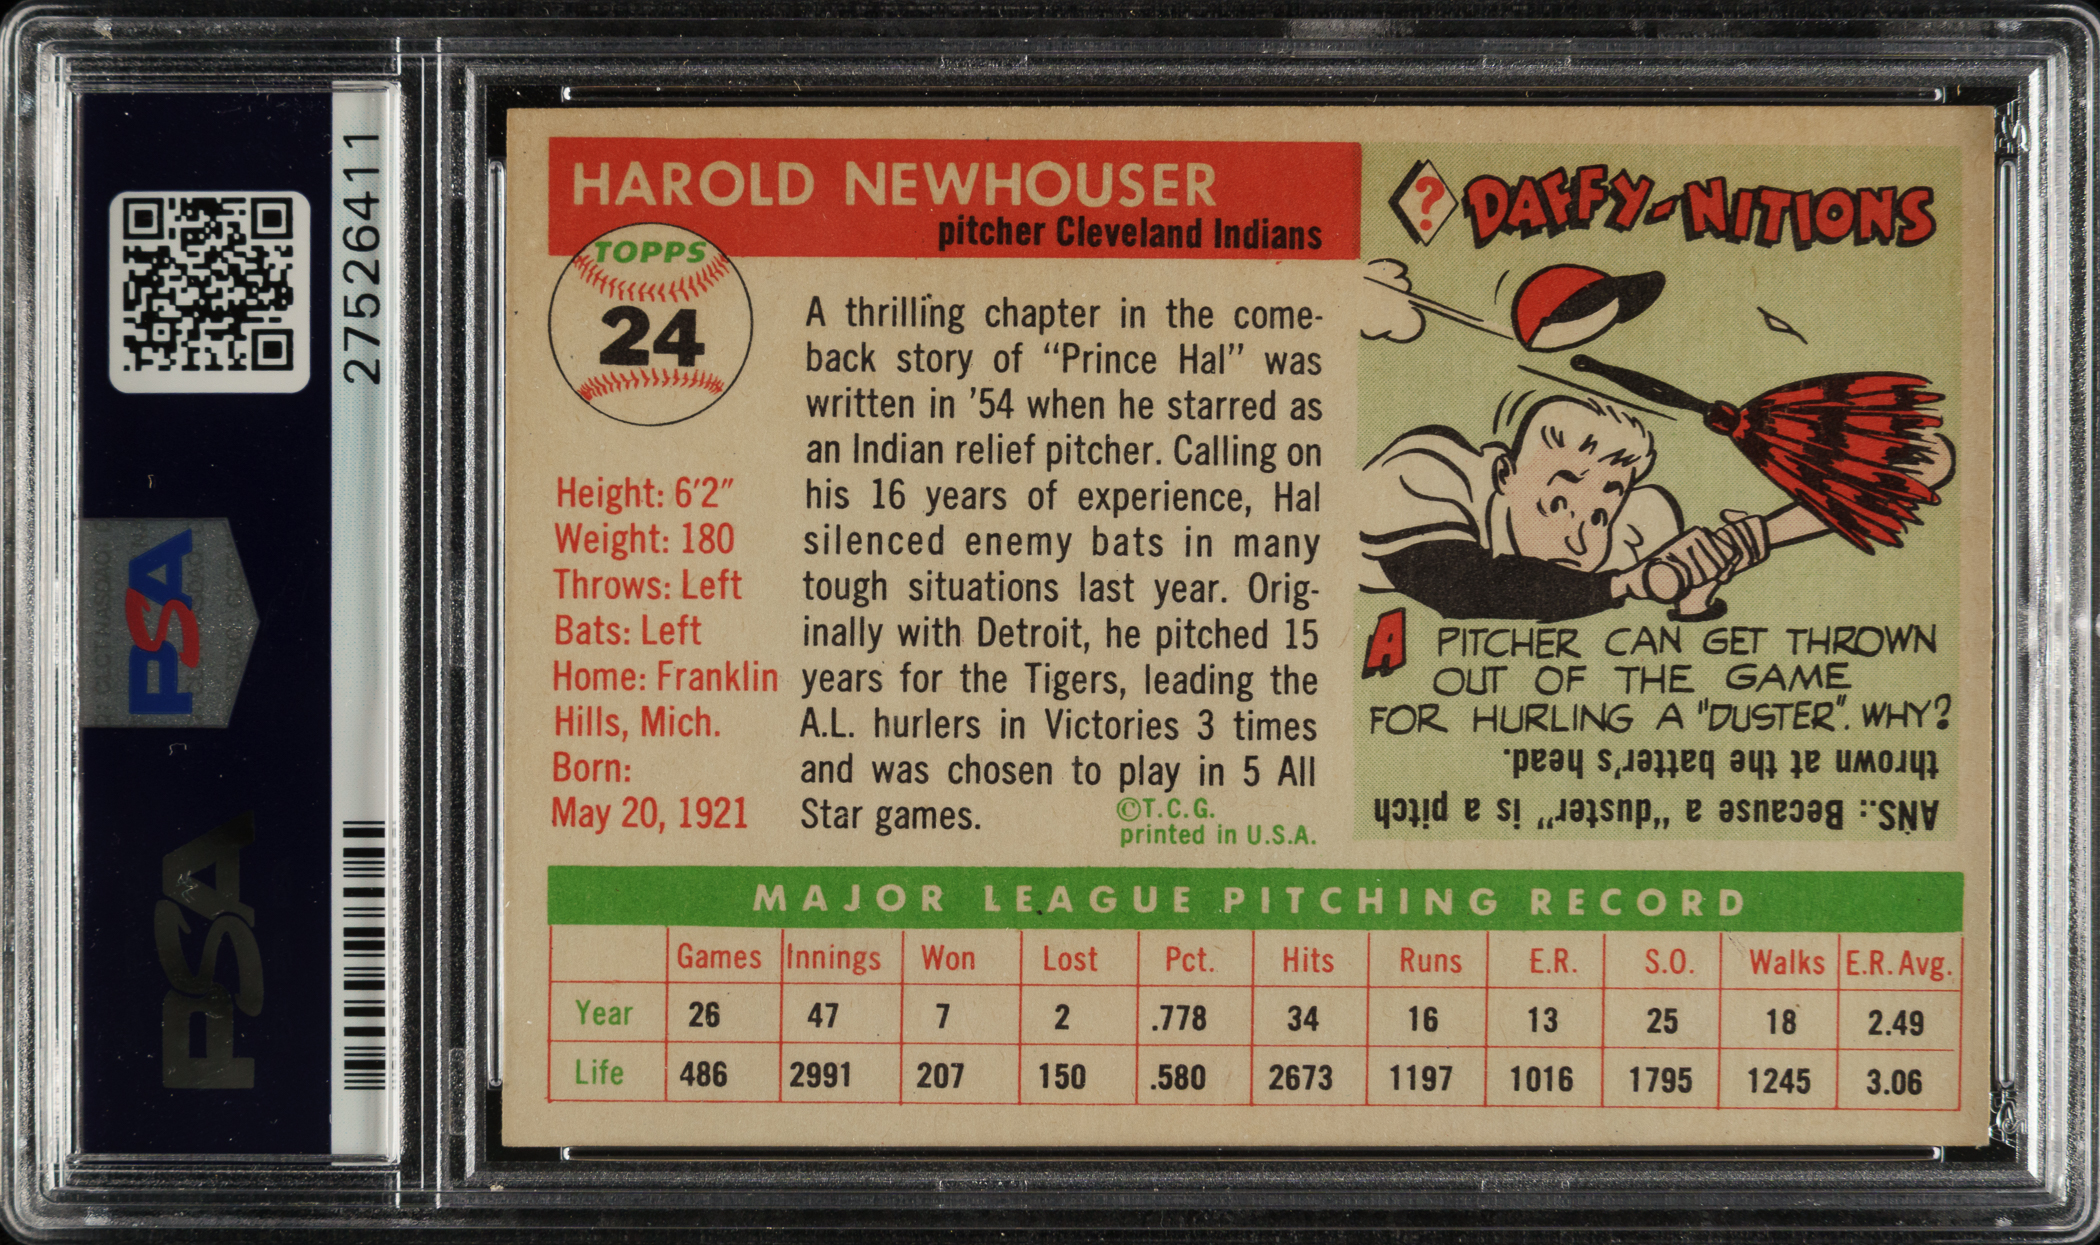 27526411
PSA
PSA
HAROLD NEWHOUSER
pitcher Cleveland Indians
TOPPS
24
Height: 6'2"
Weight: 180
Throws: Left
Bats: Left
Home: Franklin
Hills, Mich.
Born:
May 20, 1921
A thrilling chapter in the come-
back story of "Prince Hal" was
written in '54 when he starred as
an Indian relief pitcher. Calling on
his 16 years of experience, Hal
silenced enemy bats in many
tough situations last year. Orig-
inally with Detroit, he pitched 15
years for the Tigers, leading the
A.L. hurlers in Victories 3 times
and was chosen to play in 5 All
Star games.
©T.C.G.
printed in U.S.A.
? DAFFY-NITIONS
A PITCHER CAN GET THROWN
OUT OF THE GAME
FOR HURLING A "DUSTER". WHY?
ANS.: Because a "duster" is a pitch
thrown at the batter's head.
MAJOR LEAGUE PITCHING RECORD
Games Innings Won Lost Pct. Hits Runs E.R. S.O. Walks E.R. Avg.
Year 26 47 7 2 .778 34 16 13 25 18 2.49
Life 486 2991 207 150 .580 2673 1197 1016 1795 1245 3.06